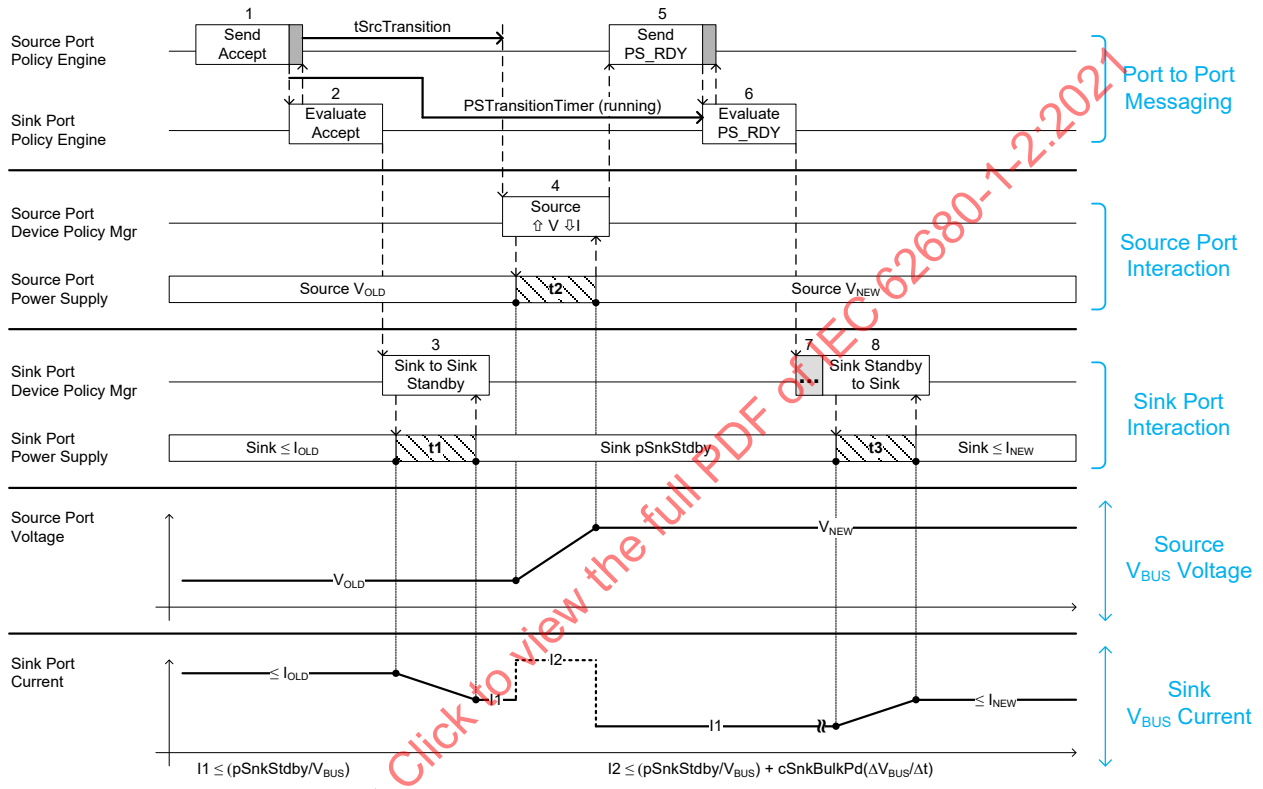 1
Send
Accept
tSrcTransition
5
Send
PS_RDY
Source Port
Policy Engine
2
Evaluate
Accept
PSTransitionTimer (running)
6
Evaluate
PS_RDY
Sink Port
Policy Engine
Port to Port
Messaging
4
Source
⇧ V ⇩I
Source Port
Device Policy Mgr
Source Port
Power Supply
Source VOLD
t2
Source VNEW
Source Port
Interaction
3
Sink to Sink
Standby
7
...
8
Sink Standby
to Sink
Sink Port
Device Policy Mgr
Sink Port
Power Supply
Sink ≤ IOLD
t1
Sink pSnkStdby
t3
Sink ≤ INEW
Sink Port
Interaction
Source Port
Voltage
VOLD
VNEW
Source
VBUS Voltage
Sink Port
Current
≤ IOLD
I1
I2
I1
≤ INEW
Sink
VBUS Current
I1 ≤ (pSnkStdby/VBUS)
I2 ≤ (pSnkStdby/VBUS) + cSnkBulkPd(ΔVBUS/Δt)
Click to view the full PDF of IEC 62680-1-2:2021